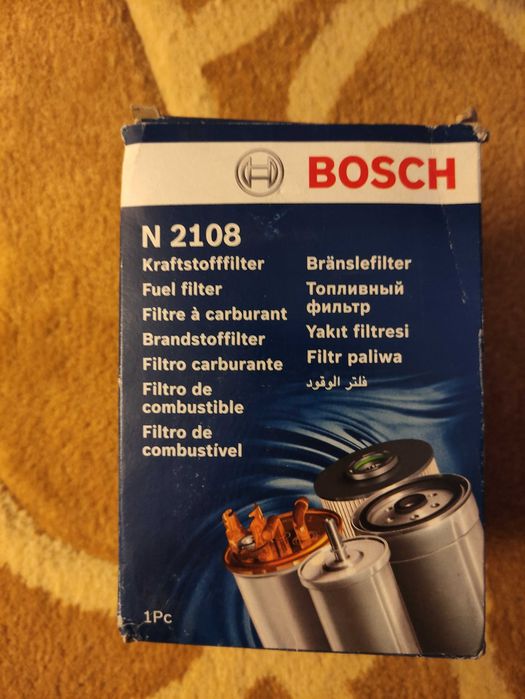 BOSCH
N 2108
Kraftstofffilter
Fuel filter
Filtre à carburant
Brandstoffilter
Filtro carburante
Filtro de
combustible
Filtro de
combustível
Bränslefilter
Топливный
фильтр
Yakıt filtresi
Filtr paliwa
فلتر الوقود
1Pc